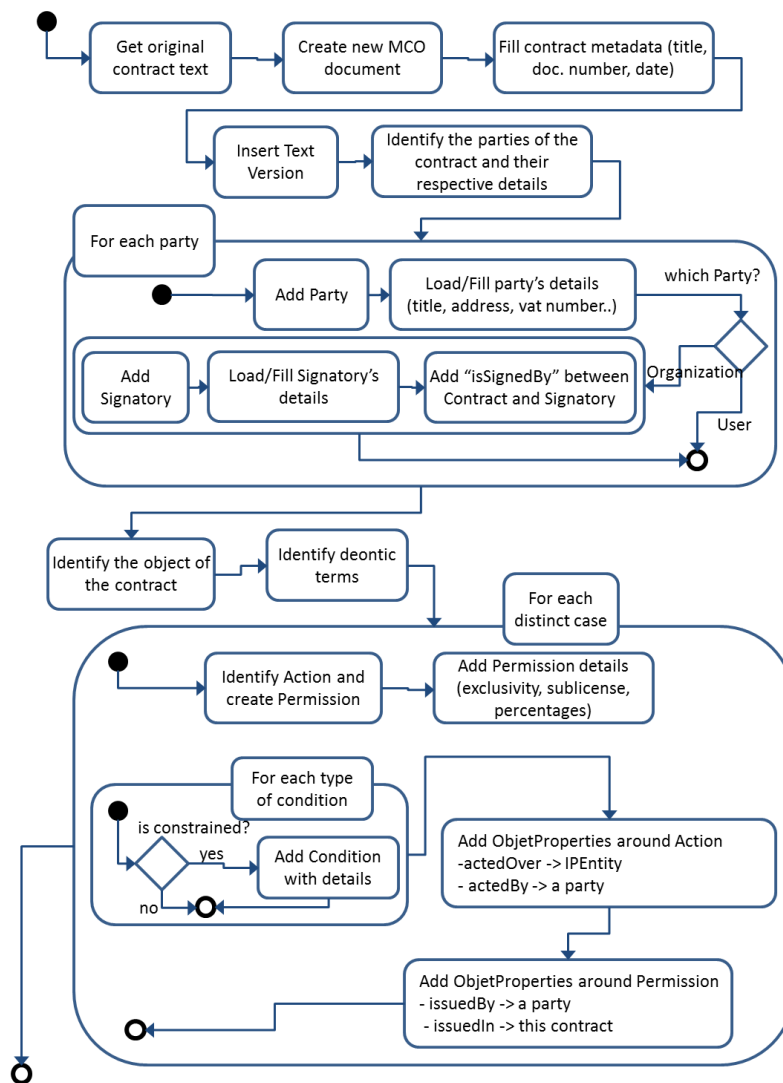 Get original
contract text
Create new MCO
document
Fill contract metadata (title,
doc. number, date)
Insert Text
Version
Identify the parties of the
contract and their
respective details
For each party
Add Party
Load/Fill party's details
(title, address, vat number..)
which Party?
Add
Signatory
Load/Fill Signatory's
details
Add “isSignedBy” between
Contract and Signatory
Organization
User
Identify the object of
the contract
Identify deontic
terms
For each
distinct case
Identify Action and
create Permission
Add Permission details
(exclusivity, sublicense,
percentages)
For each type
of condition
is constrained?
yes
Add Condition
with details
no
Add ObjetProperties around Action
-actedOver -> IPEntity
- actedBy -> a party
Add ObjetProperties around Permission
- issuedBy -> a party
- issuedIn -> this contract